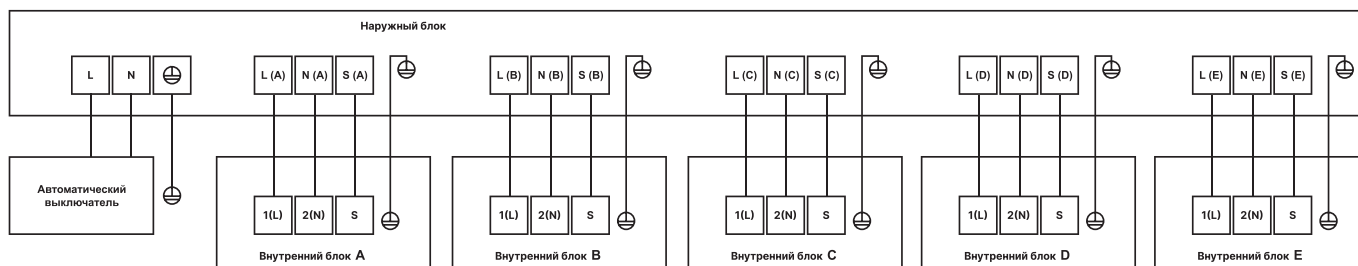 Наружный блок
L N L (A) N (A) S (A) L (B) N (B) S (B) L (C) N (C) S (C) L (D) N (D) S (D) L (E) N (E) S (E)
Автоматический
выключатель
1(L) 2(N) S 1(L) 2(N) S 1(L) 2(N) S 1(L) 2(N) S 1(L) 2(N) S
Внутренний блок A Внутренний блок B Внутренний блок C Внутренний блок D Внутренний блок E